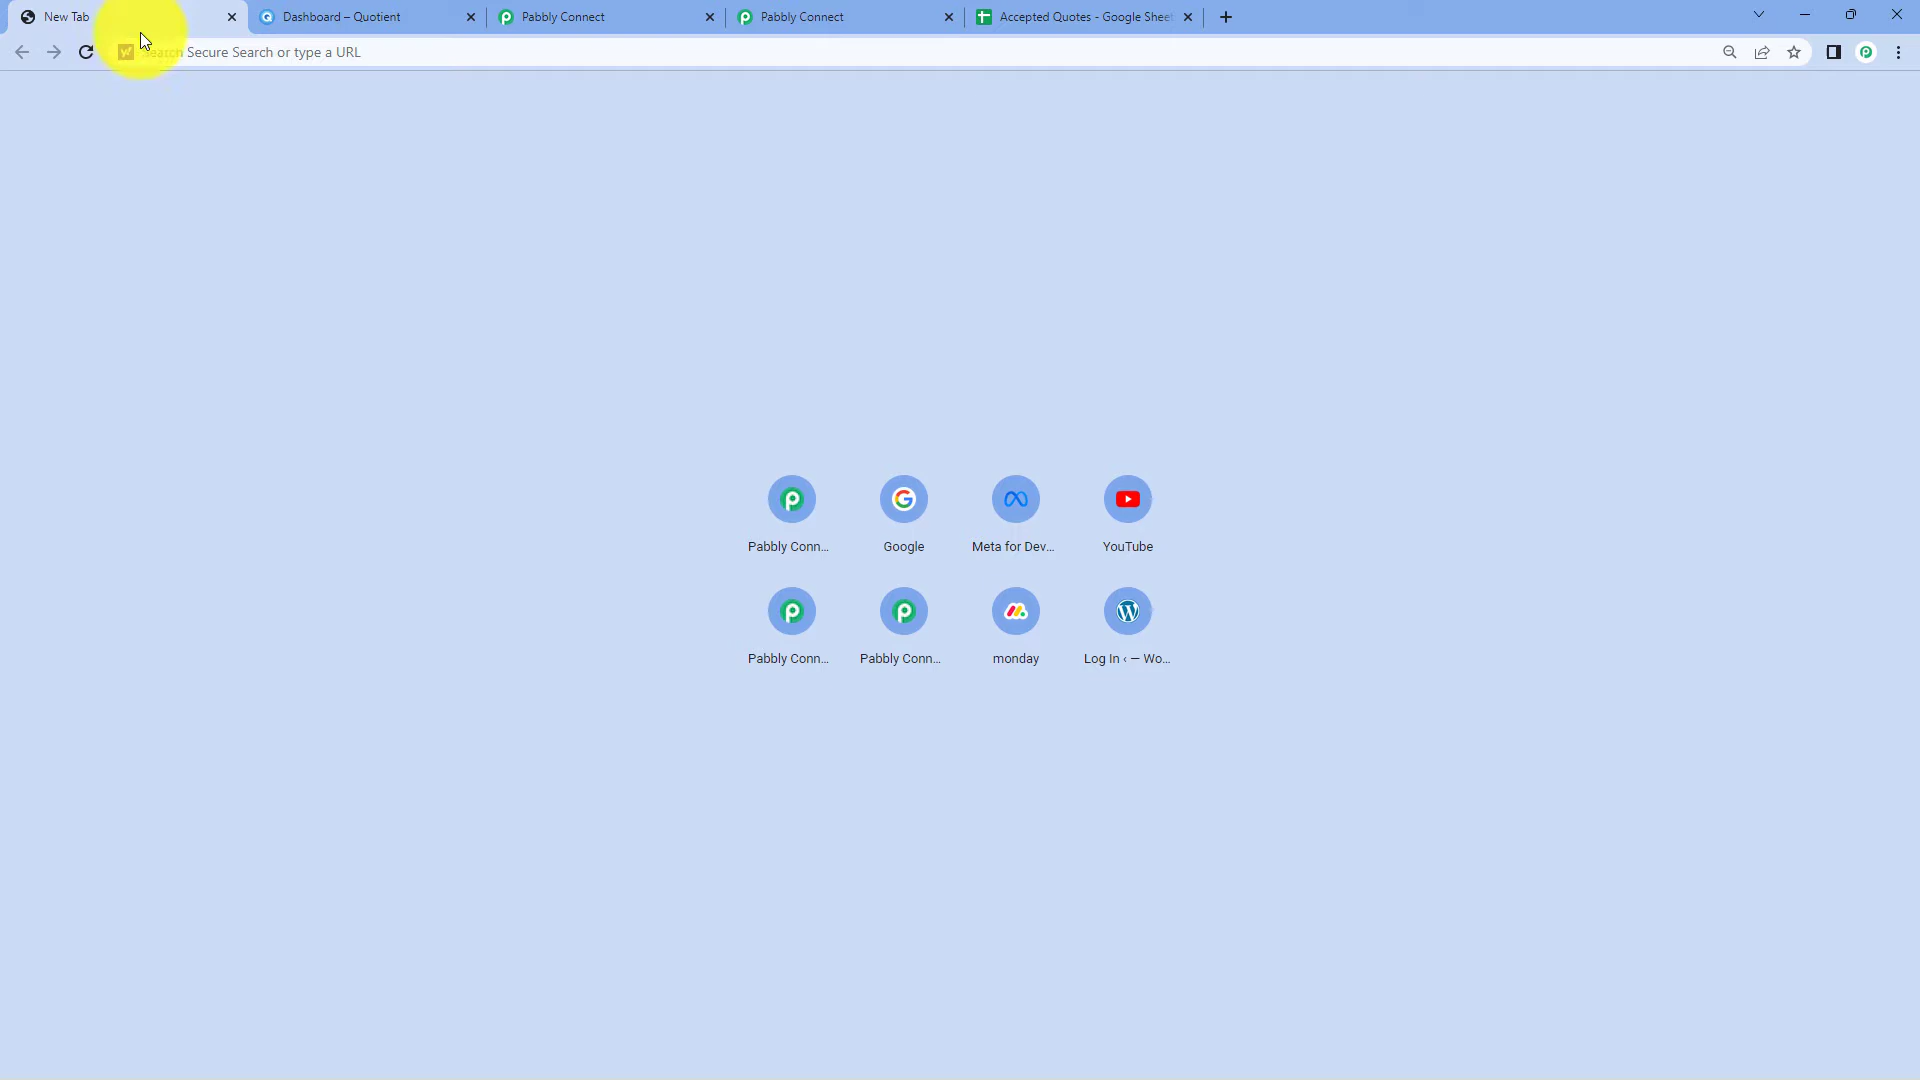 New Tab
Dashboard – Quotient
Pabbly Connect
Pabbly Connect
Accepted Quotes - Google Sheet
Search Secure Search or type a URL
Pabbly Conn...
Google
Meta for Dev...
YouTube
Pabbly Conn...
Pabbly Conn...
monday
Log In ‹ — Wo...